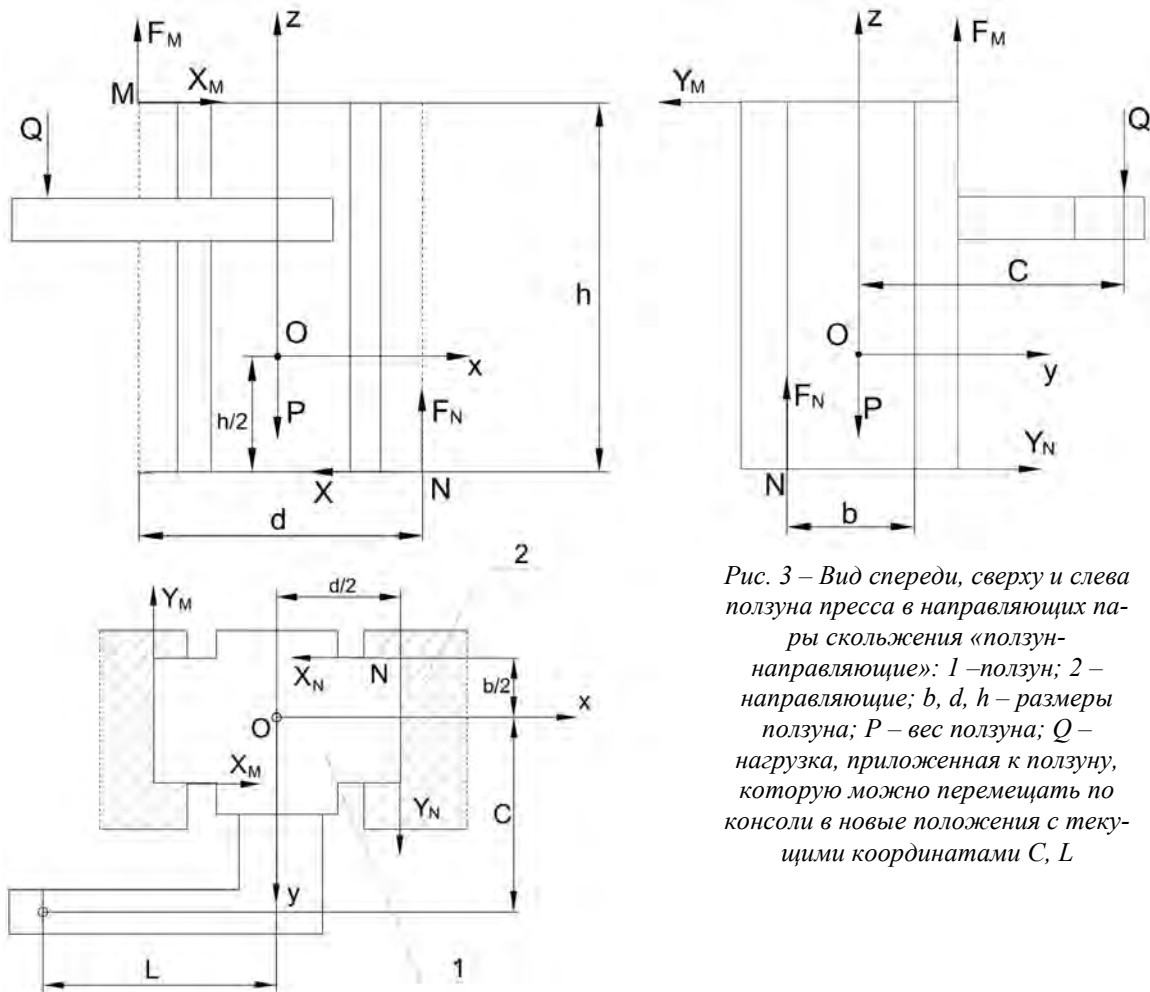 F_M z
M X_M
Q
h
O
x
h/2 P F_N
X N
d
z F_M
Y_M
Q
C
O
y
F_N P
Y_N
N
b
2
Y_M d/2
X_N N
b/2
O x
X_M
Y_N
C
y
L
1
Рис. 3 – Вид спереди, сверху и слева
ползуна пресса в направляющих па-
ры скольжения «ползун-
направляющие»: 1 –ползун; 2 –
направляющие; b, d, h – размеры
ползуна; P – вес ползуна; Q –
нагрузка, приложенная к ползуну,
которую можно перемещать по
консоли в новые положения с теку-
щими координатами C, L